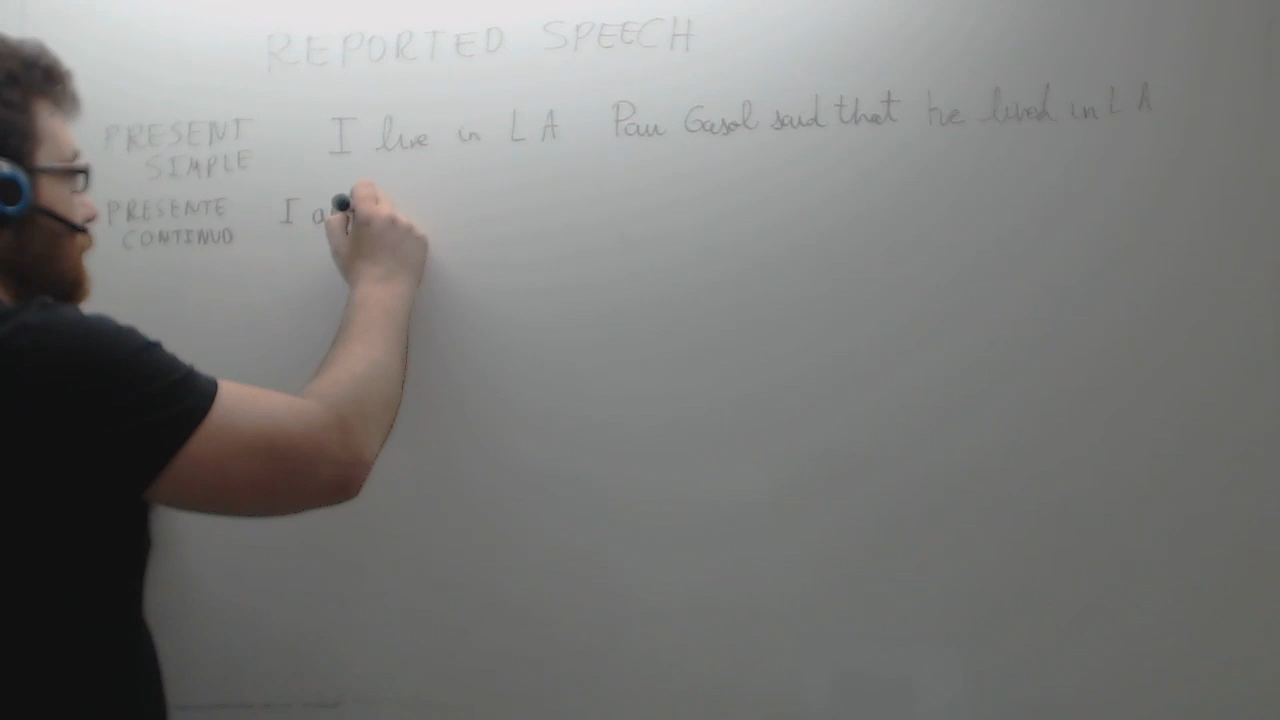 REPORTED SPEECH
PRESENT SIMPLE I live in LA Pau Gasol said that he lived in LA
PRESENTE CONTINUO I